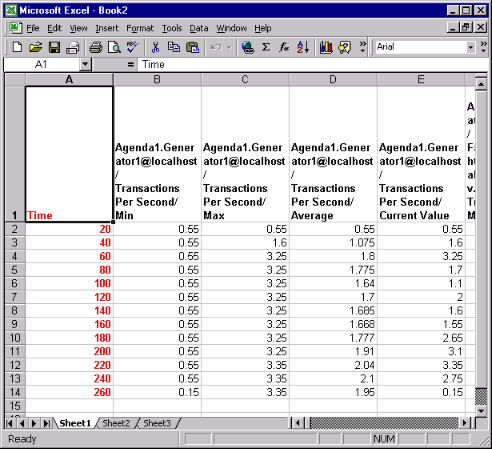 Microsoft Excel - Book2
File Edit View Insert Format Tools Data Window Help
Arial
A1 = Time
A B C D E
1 Time
Agenda1.Gener
ator1@localhost
/
Transactions
Per Second/
Min
Agenda1.Gener
ator1@localhost
/
Transactions
Per Second/
Max
Agenda1.Gener
ator1@localhost
/
Transactions
Per Second/
Average
Agenda1.Gener
ator1@localhost
/
Transactions
Per Second/
Current Value
2 20 0.55 0.55 0.55 0.55
3 40 0.55 1.6 1.075 1.6
4 60 0.55 3.25 1.8 3.25
5 80 0.55 3.25 1.775 1.7
6 100 0.55 3.25 1.64 1.1
7 120 0.55 3.25 1.7 2
8 140 0.55 3.25 1.685 1.6
9 160 0.55 3.25 1.668 1.55
10 180 0.55 3.25 1.777 2.65
11 200 0.55 3.25 1.91 3.1
12 220 0.55 3.35 2.04 3.35
13 240 0.55 3.35 2.1 2.75
14 260 0.15 3.35 1.95 0.15
15
Sheet1 Sheet2 Sheet3
Ready NUM